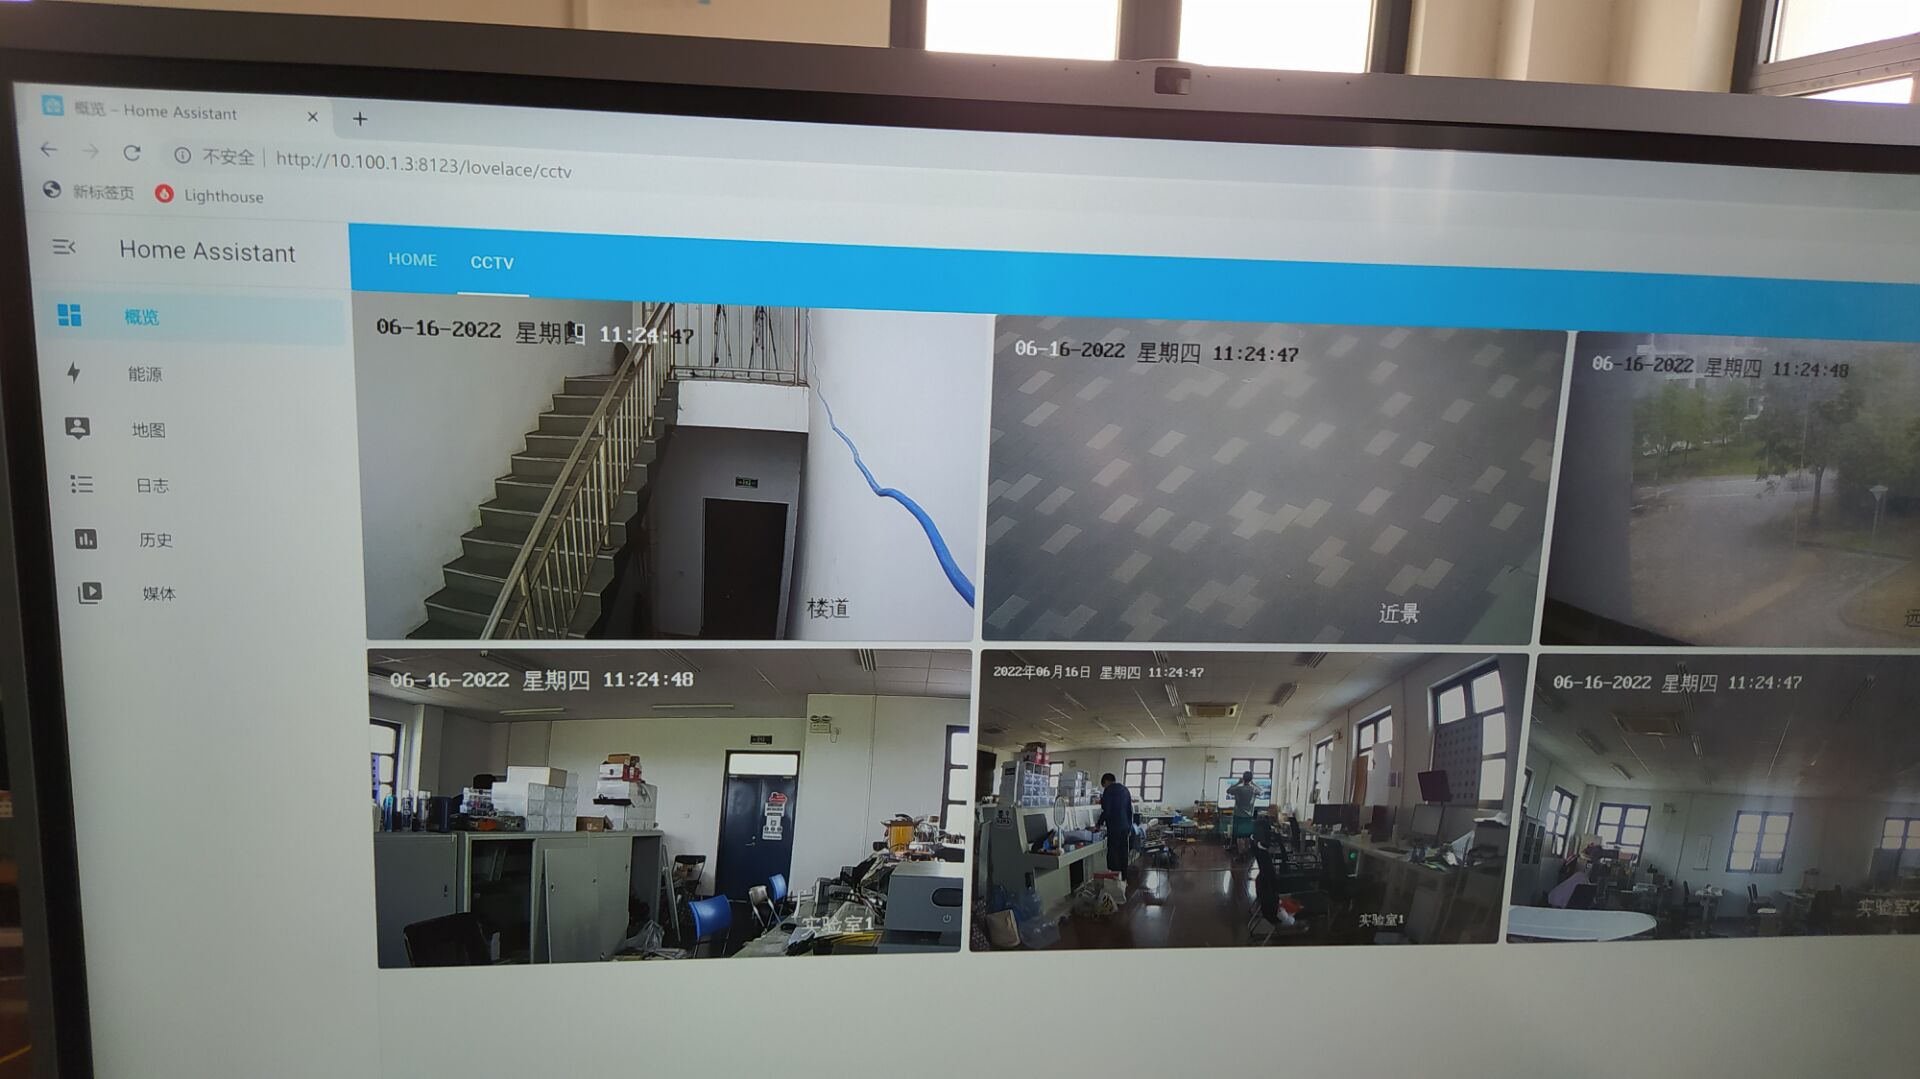 概览 – Home Assistant
不安全 | http://10.100.1.3:8123/lovelace/cctv
新标签页 Lighthouse
Home Assistant
HOME CCTV
概览
能源
地图
日志
历史
媒体
06-16-2022 星期四 11:24:47
楼道
06-16-2022 星期四 11:24:47
近景
06-16-2022 星期四 11:24:48
远
06-16-2022 星期四 11:24:48
实验室1
2022年06月16日 星期四 11:24:47
实验室1
06-16-2022 星期四 11:24:47
实验室2